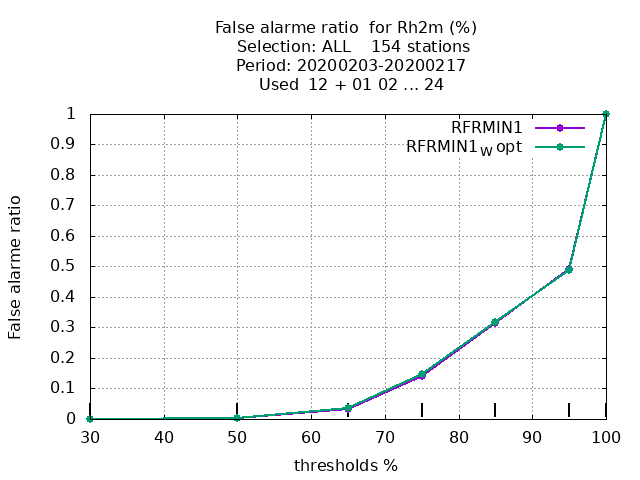 False alarme ratio for Rh2m (%)
Selection: ALL 154 stations
Period: 20200203-20200217
Used 12 + 01 02 ... 24
RFRMIN1
RFRMIN1W opt
False alarme ratio
1
0.9
0.8
0.7
0.6
0.5
0.4
0.3
0.2
0.1
0
30 40 50 60 70 80 90 100
thresholds %